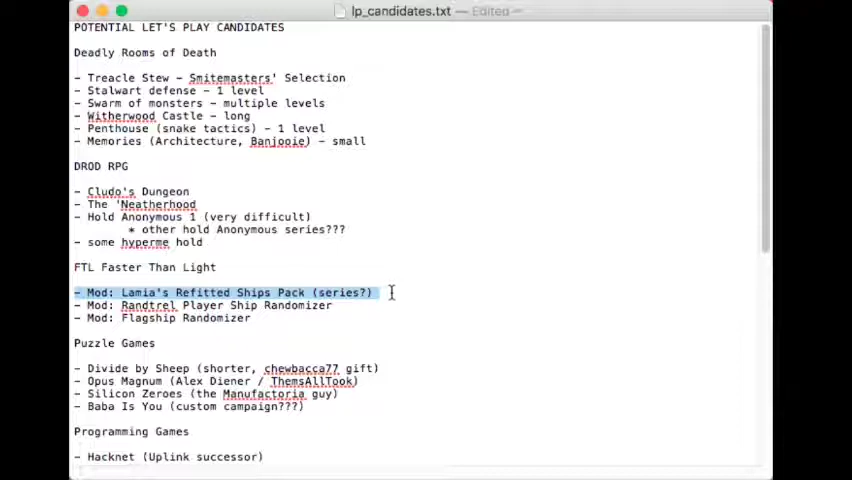 lp_candidates.txt — Edited
POTENTIAL LET'S PLAY CANDIDATES
Deadly Rooms of Death
- Treacle Stew - Smitemasters' Selection
- Stalwart defense - 1 level
- Swarm of monsters - multiple levels
- Witherwood Castle - long
- Penthouse (snake tactics) - 1 level
- Memories (Architecture, Banjooie) - small
DROD RPG
- Cludo's Dungeon
- The 'Neatherhood
- Hold Anonymous 1 (very difficult)
* other hold Anonymous series???
- some hyperme hold
FTL Faster Than Light
- Mod: Lamia's Refitted Ships Pack (series?)
- Mod: Randtrel Player Ship Randomizer
- Mod: Flagship Randomizer
Puzzle Games
- Divide by Sheep (shorter, chewbacca77 gift)
- Opus Magnum (Alex Diener / ThemsAllTook)
- Silicon Zeroes (the Manufactoria guy)
- Baba Is You (custom campaign???)
Programming Games
- Hacknet (Uplink successor)